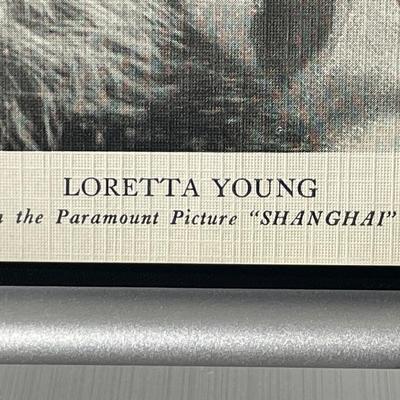 LORETTA YOUNG
the Paramount Picture "SHANGHAI"